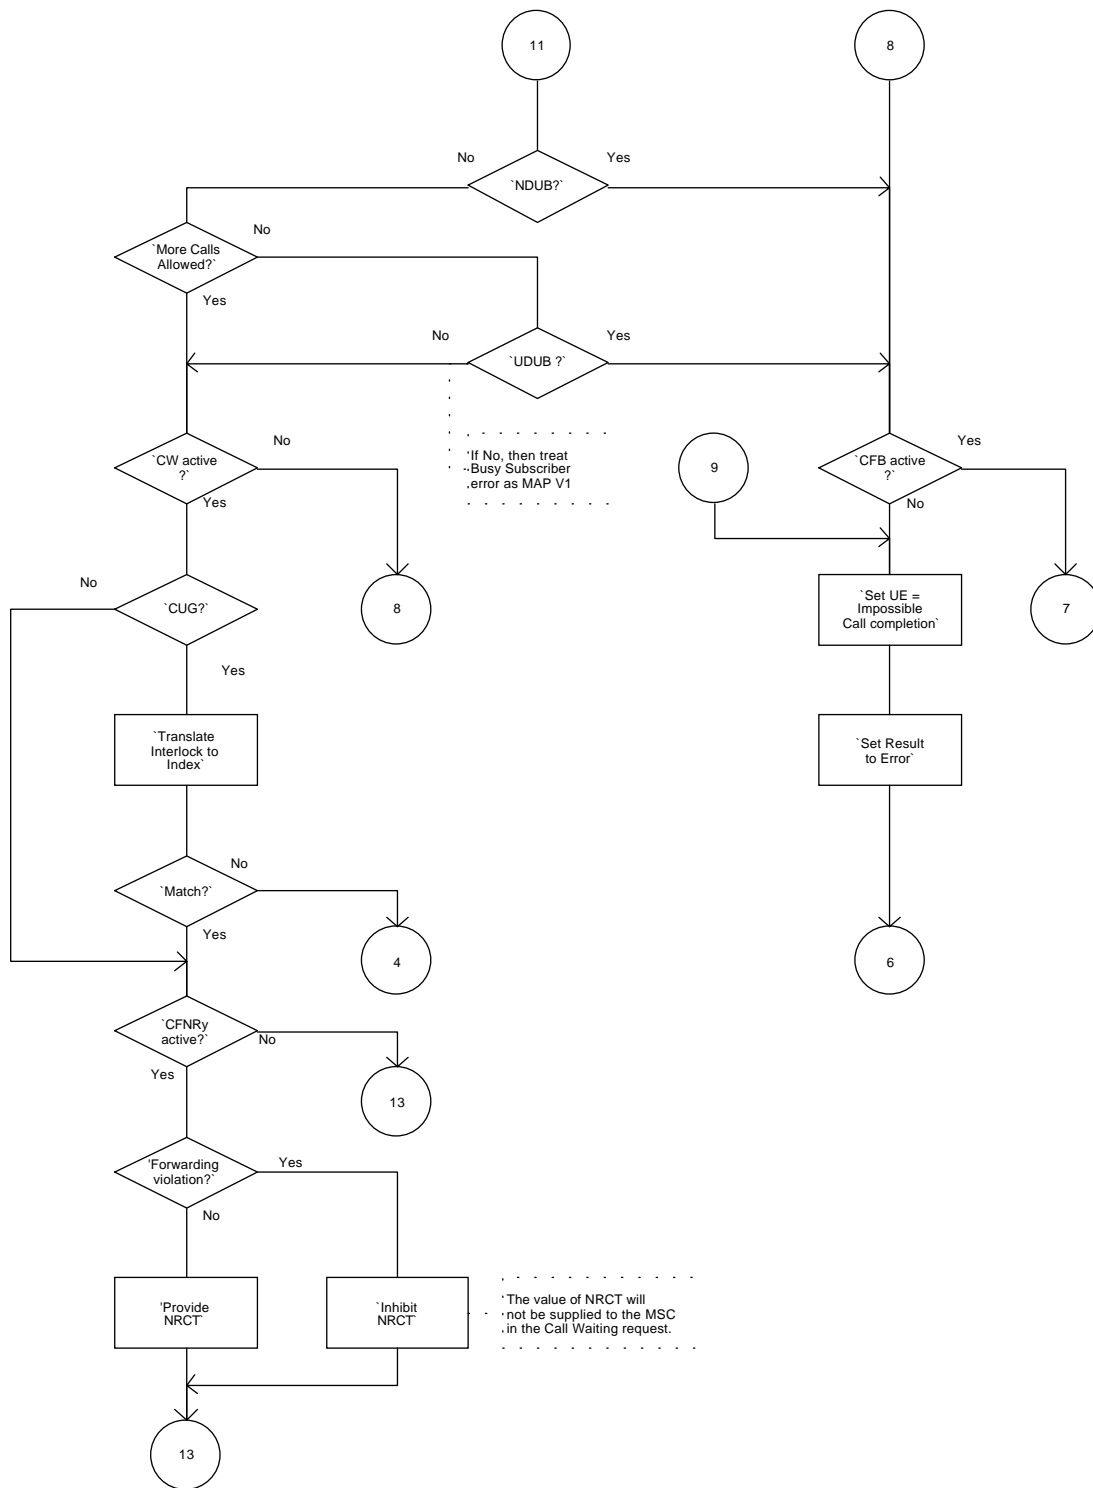 11
8
No
Yes
`NDUB?`
No
`More Calls
Allowed?`
Yes
No
Yes
`UDUB ?`
No
Yes
`If No, then treat
Busy Subscriber
error as MAP V1
`CW active
?`
9
`CFB active
?`
Yes
No
No
`CUG?`
8
`Set UE =
Impossible
Call completion`
7
Yes
`Translate
Interlock to
Index`
`Set Result
to Error`
No
`Match?`
Yes
4
6
`CFNRy
active?`
No
Yes
13
'Forwarding
violation?`
Yes
No
'Provide
NRCT`
`Inhibit
NRCT`
The value of NRCT will
not be supplied to the MSC
in the Call Waiting request.
13